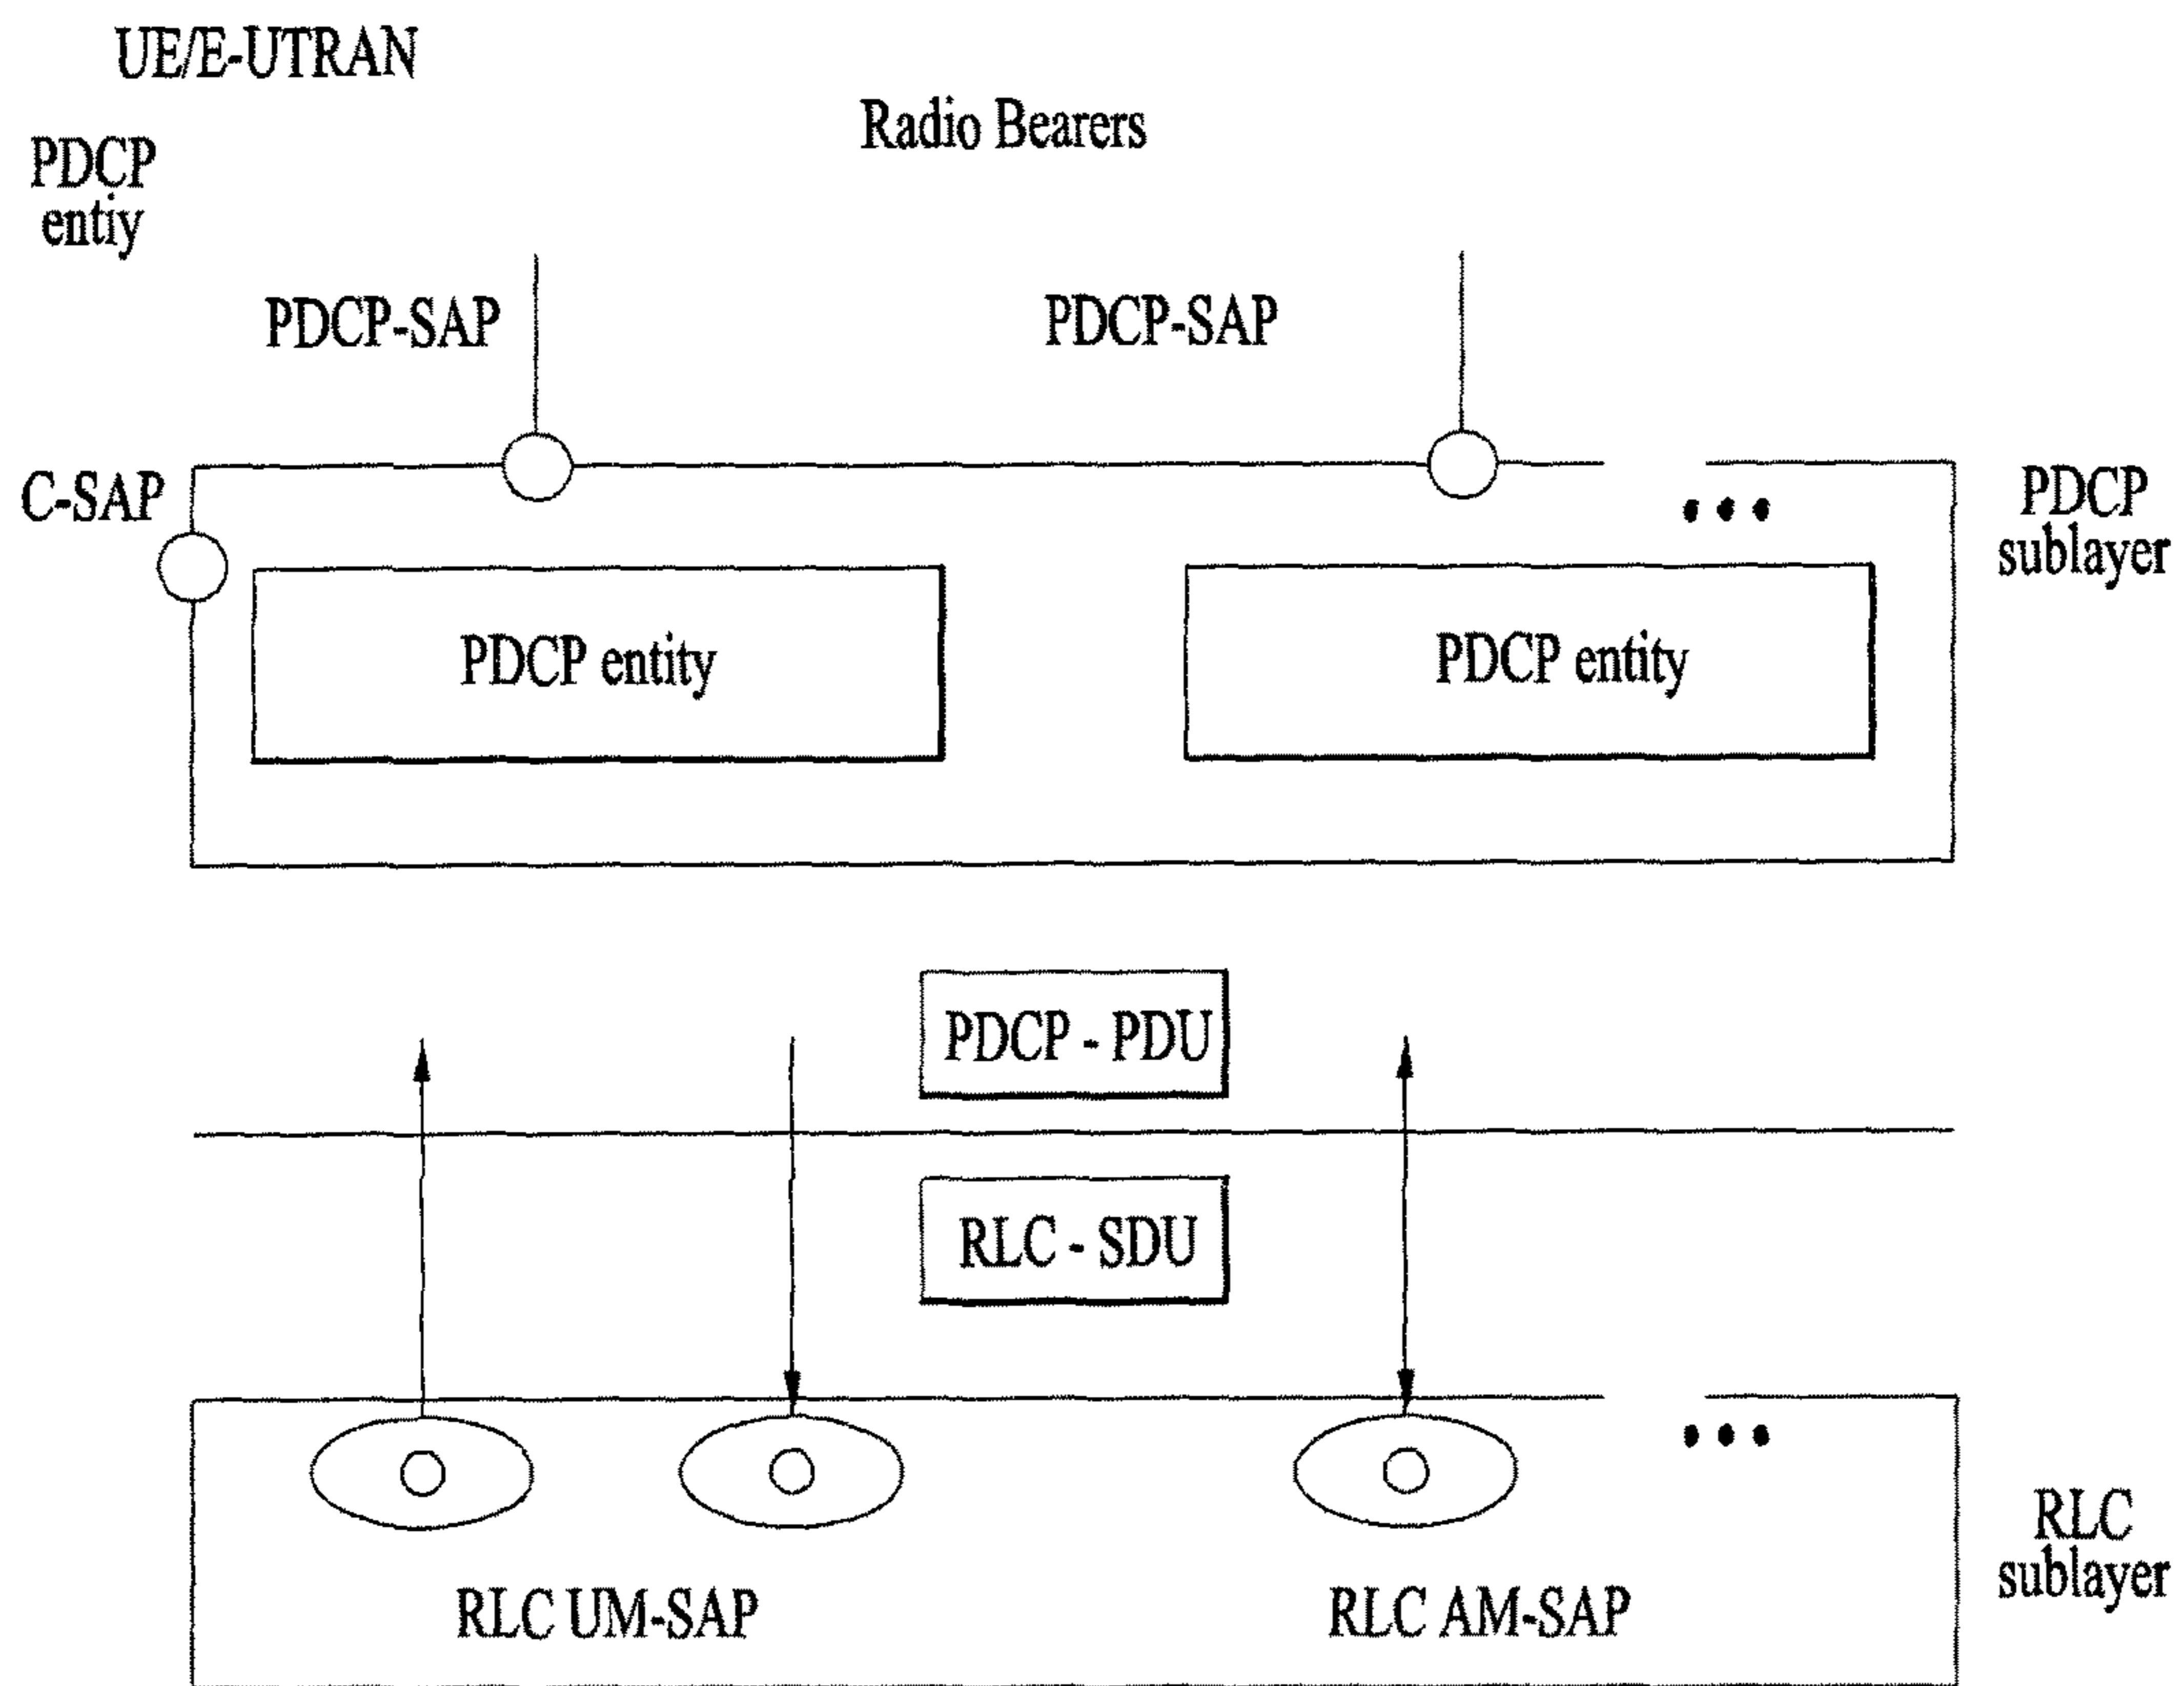 UE/E-UTRAN
Radio Bearers
PDCP
entiy
PDCP-SAP
PDCP-SAP
C-SAP
PDCP
sublayer
PDCP entity
PDCP entity
PDCP - PDU
RLC - SDU
RLC UM-SAP
RLC AM-SAP
RLC
sublayer